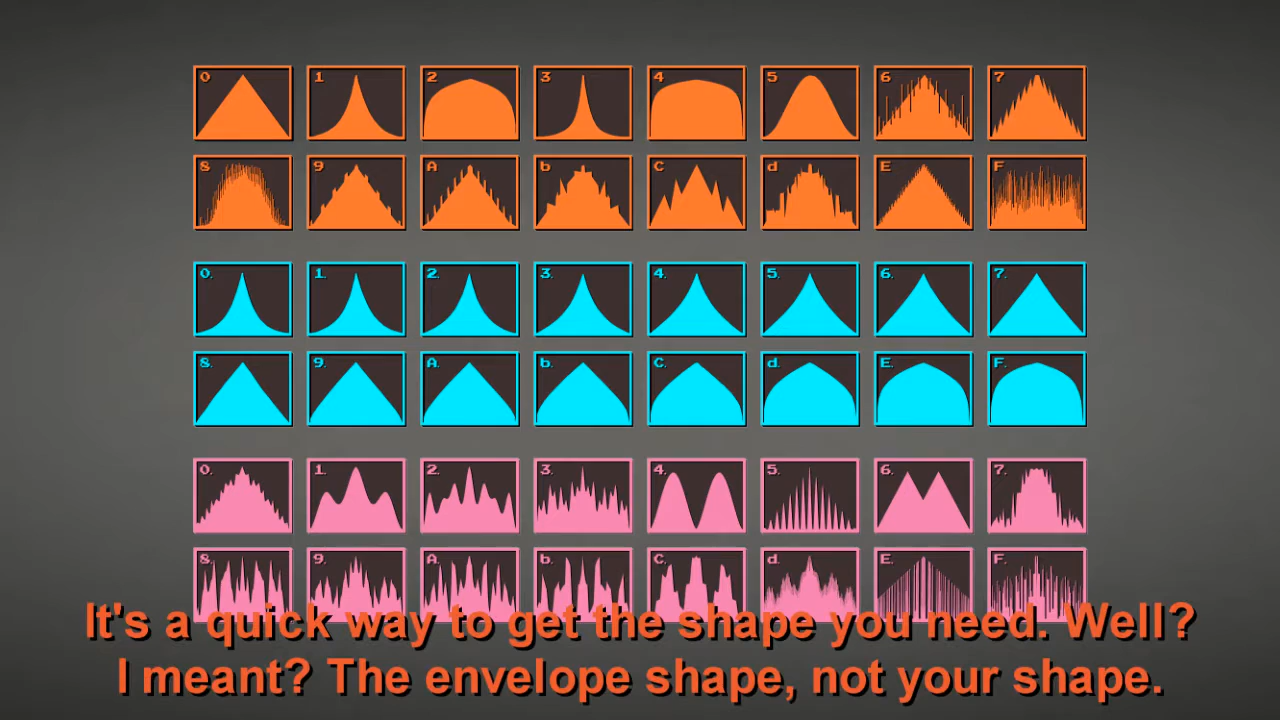 0 1 2 3 4 5 6 7
8 9 A b C d E F
0. 1. 2. 3. 4. 5. 6. 7.
8. 9. A. b. C. d. E. F.
0. 1. 2. 3. 4. 5. 6. 7.
8. 9. A. b. C. d. E. F.
It's a quick way to get the shape you need. Well?
I meant? The envelope shape, not your shape.